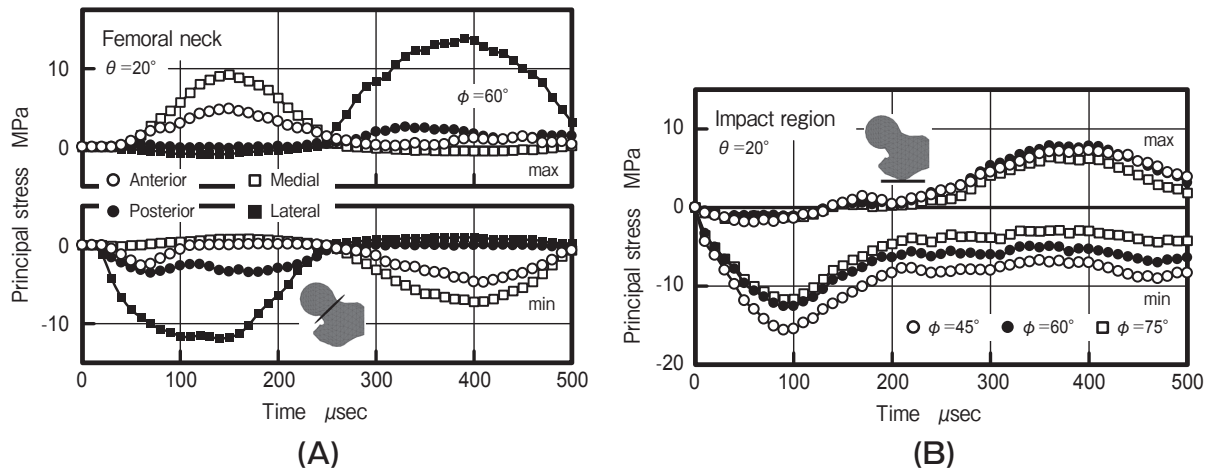 Femoral neck
θ =20°
ϕ =60°
max
10
0
Anterior
Medial
Posterior
Lateral
0
-10
min
Principal stress MPa
0 100 200 300 400 500
Time μsec
(A)
Impact region
θ =20°
max
10
0
-10
-20
min
ϕ =45° ϕ =60° ϕ =75°
Principal stress MPa
0 100 200 300 400 500
Time μsec
(B)